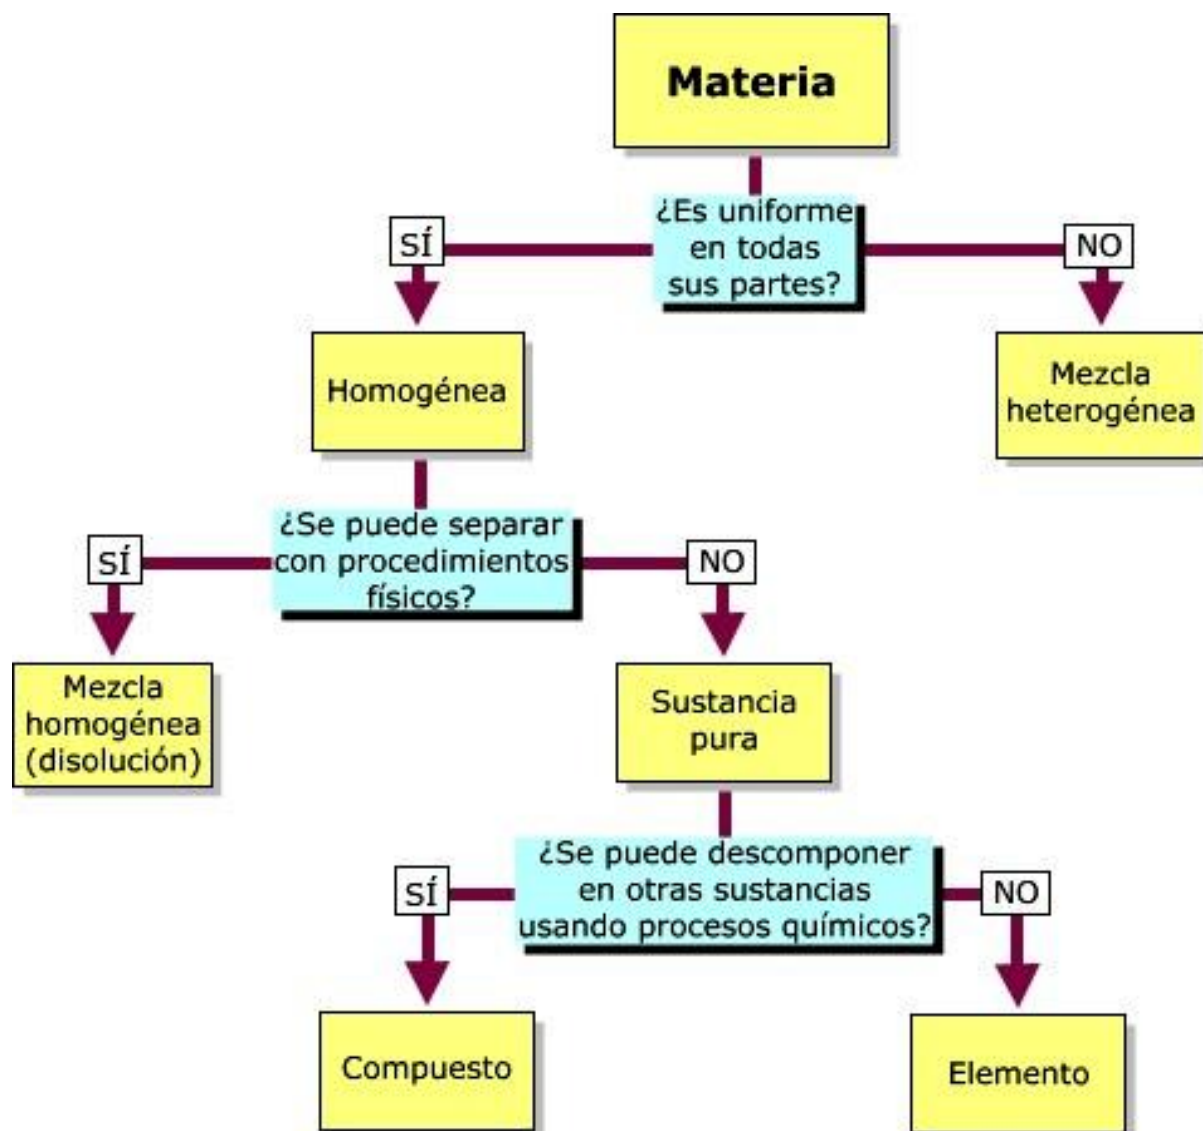 Materia
¿Es uniforme
en todas
sus partes?
SÍ
NO
Homogénea
Mezcla
heterogénea
¿Se puede separar
con procedimientos
físicos?
SÍ
NO
Mezcla
homogénea
(disolución)
Sustancia
pura
¿Se puede descomponer
en otras sustancias
usando procesos químicos?
SÍ
NO
Compuesto
Elemento